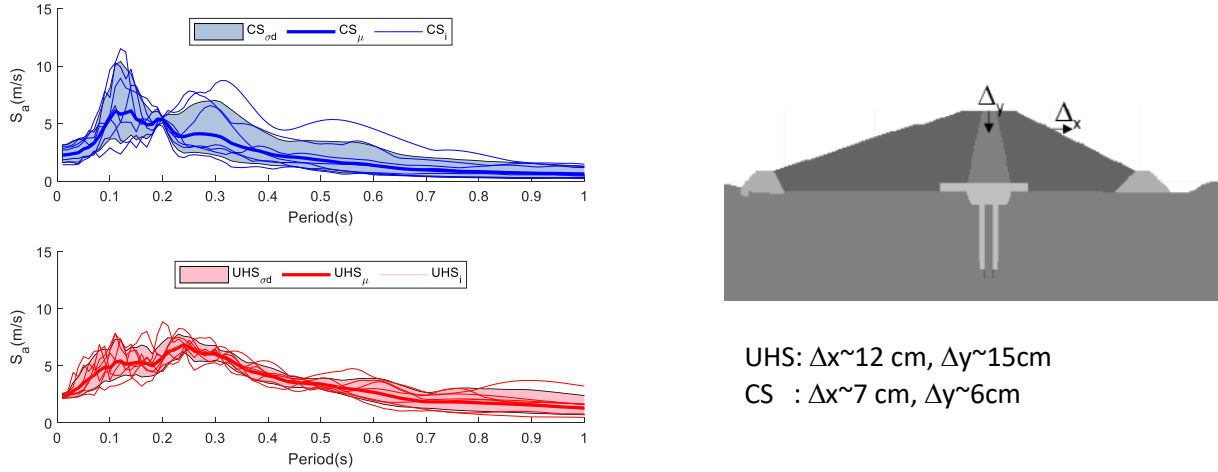 15
10
5
0
S_a(m/s)
CS_σd CS_μ CS_i
0 0.1 0.2 0.3 0.4 0.5 0.6 0.7 0.8 0.9 1
Period(s)
15
10
5
0
S_a(m/s)
UHS_σd UHS_μ UHS_i
0 0.1 0.2 0.3 0.4 0.5 0.6 0.7 0.8 0.9 1
Period(s)
Δ_y Δ_x
UHS: Δx~12 cm, Δy~15cm
CS : Δx~7 cm, Δy~6cm